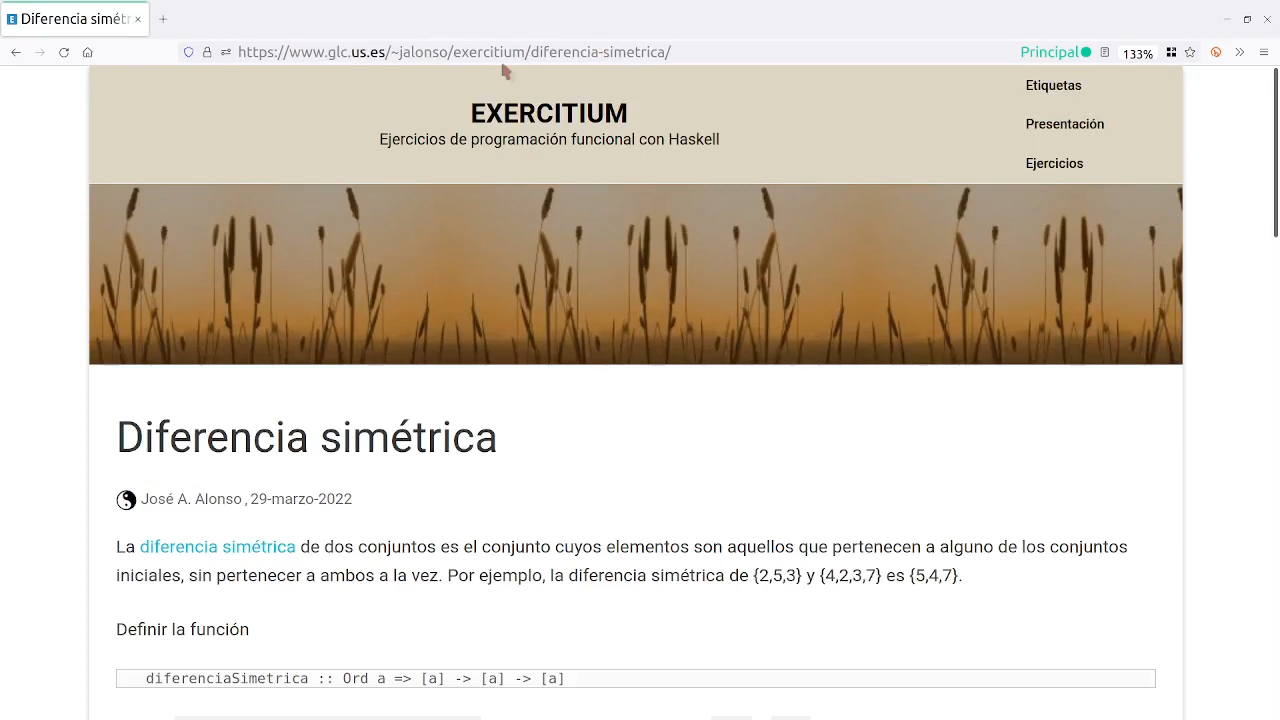 Diferencia simétr
https://www.glc.us.es/~jalonso/exercitium/diferencia-simetrica/
Principal
133%
EXERCITIUM
Ejercicios de programación funcional con Haskell
Etiquetas
Presentación
Ejercicios
Diferencia simétrica
José A. Alonso , 29-marzo-2022
La diferencia simétrica de dos conjuntos es el conjunto cuyos elementos son aquellos que pertenecen a alguno de los conjuntos
iniciales, sin pertenecer a ambos a la vez. Por ejemplo, la diferencia simétrica de {2,5,3} y {4,2,3,7} es {5,4,7}.
Definir la función
diferenciaSimetrica :: Ord a => [a] -> [a] -> [a]